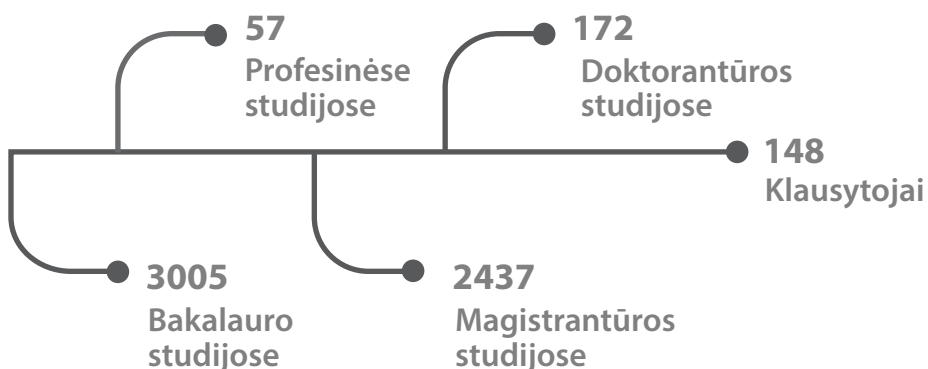 57
Profesinėse
studijose
172
Doktorantūros
studijose
148
Klausytojai
3005
Bakalauro
studijose
2437
Magistrantūros
studijose